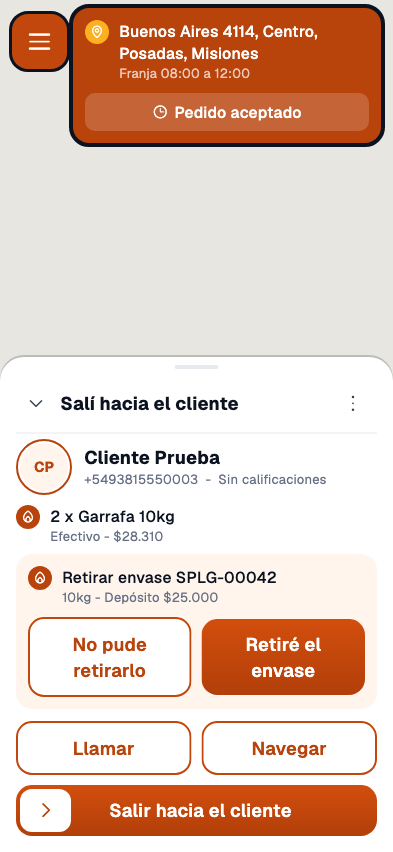 Buenos Aires 4114, Centro,
Posadas, Misiones
Franja 08:00 a 12:00
Pedido aceptado
Salí hacia el cliente
CP
Cliente Prueba
+5493815550003 - Sin calificaciones
2 x Garrafa 10kg
Efectivo - $28.310
Retirar envase SPLG-00042
10kg - Depósito $25.000
No pude
retirarlo
Retiré el
envase
Llamar
Navegar
Salir hacia el cliente